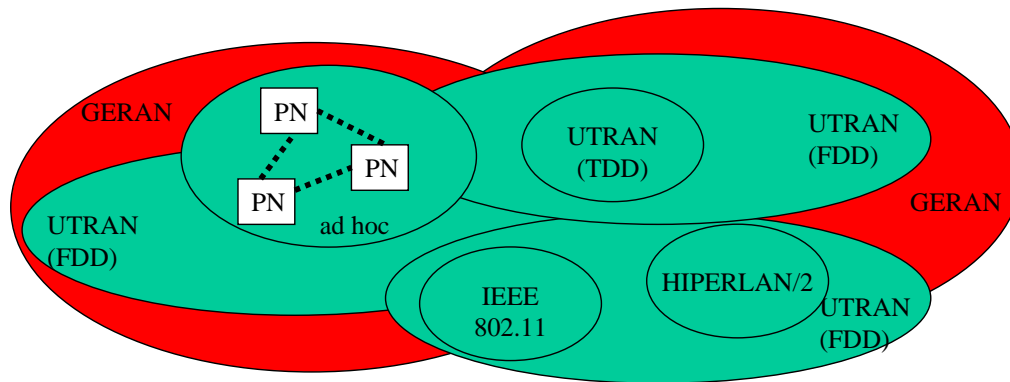 PN
GERAN
UTRAN
(FDD)
UTRAN
(TDD)
PN
PN
GERAN
ad hoc
UTRAN
(FDD)
HIPERLAN/2
IEEE
802.11
UTRAN
(FDD)